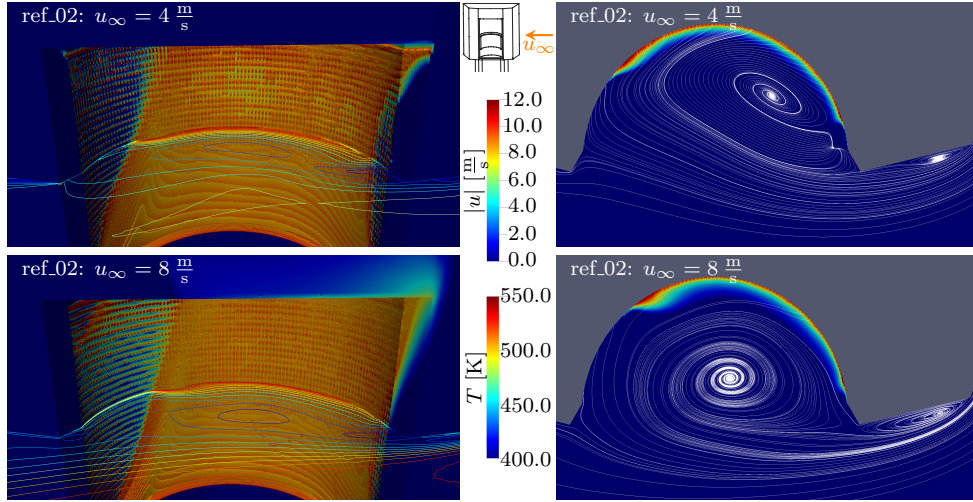 ref_02: u∞ = 4 m/s
u∞
ref_02: u∞ = 4 m/s
|u| [m/s]
12.0
10.0
8.0
6.0
4.0
2.0
0.0
ref_02: u∞ = 8 m/s
ref_02: u∞ = 8 m/s
T [K]
550.0
500.0
450.0
400.0